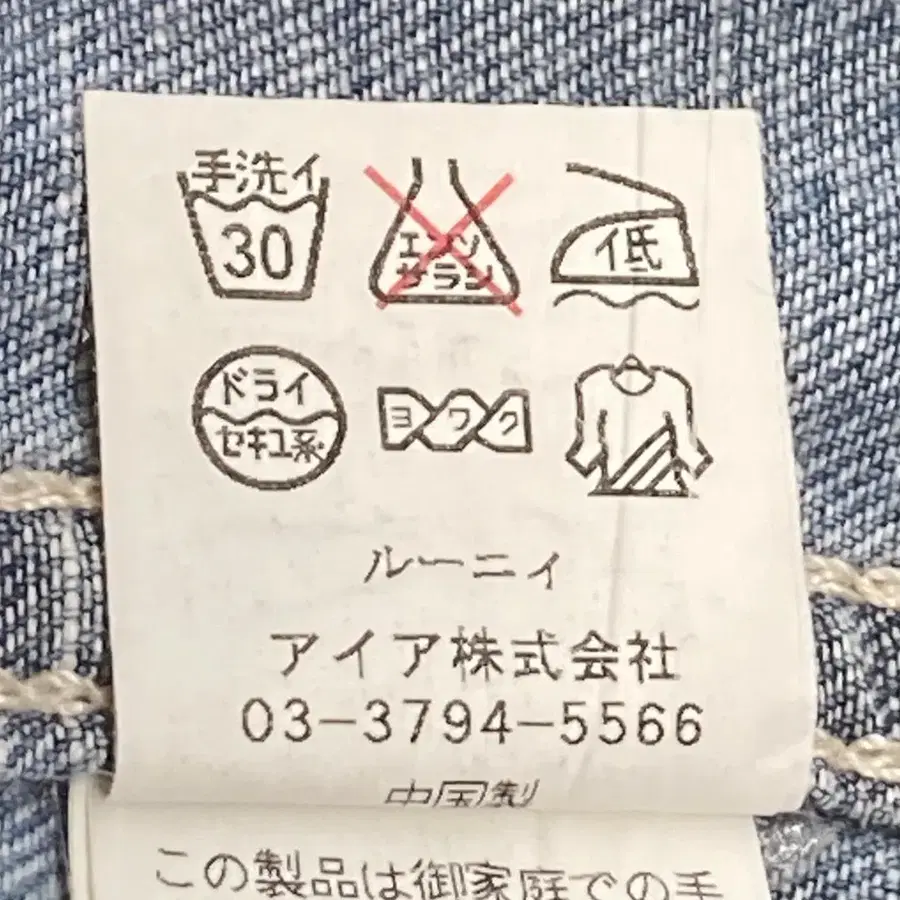 手洗イ
30
エンソ
サラシ
低
ドライ
セキユ系
ヨワク
ルーニィ
アイア株式会社
03-3794-5566
中国製
この製品は御家庭での手